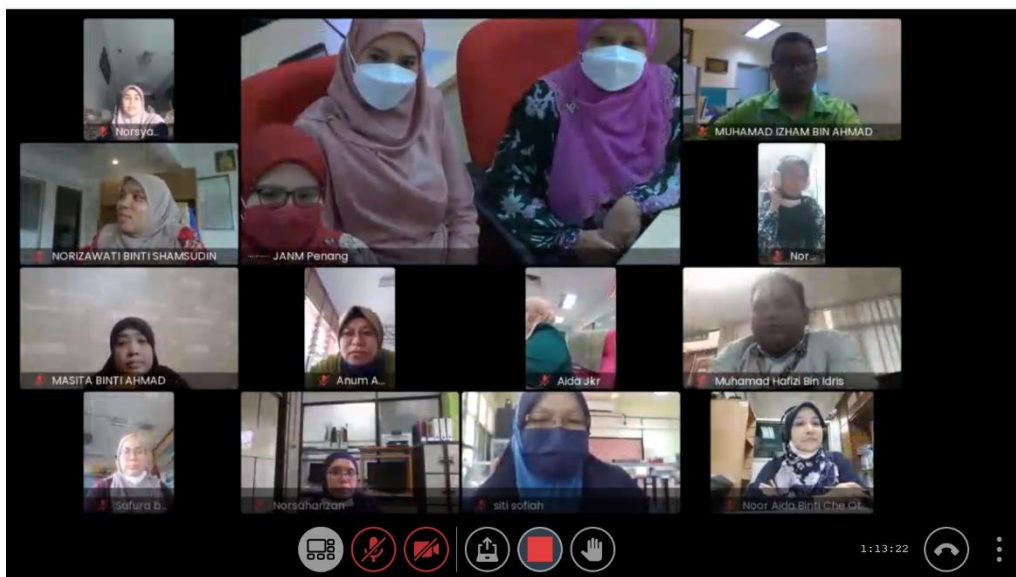 Norsya...
MUHAMAD IZHAM BIN AHMAD
NORIZAWATI BINTI SHAMSUDIN
JANM Penang
Nor...
MASITA BINTI AHMAD
Anum A...
Aida Jkr
Muhamad Hafizi Bin Idris
Safura b...
Norsaharizan
siti sofiah
Noor Aida Binti Che Ot...
1:13:22